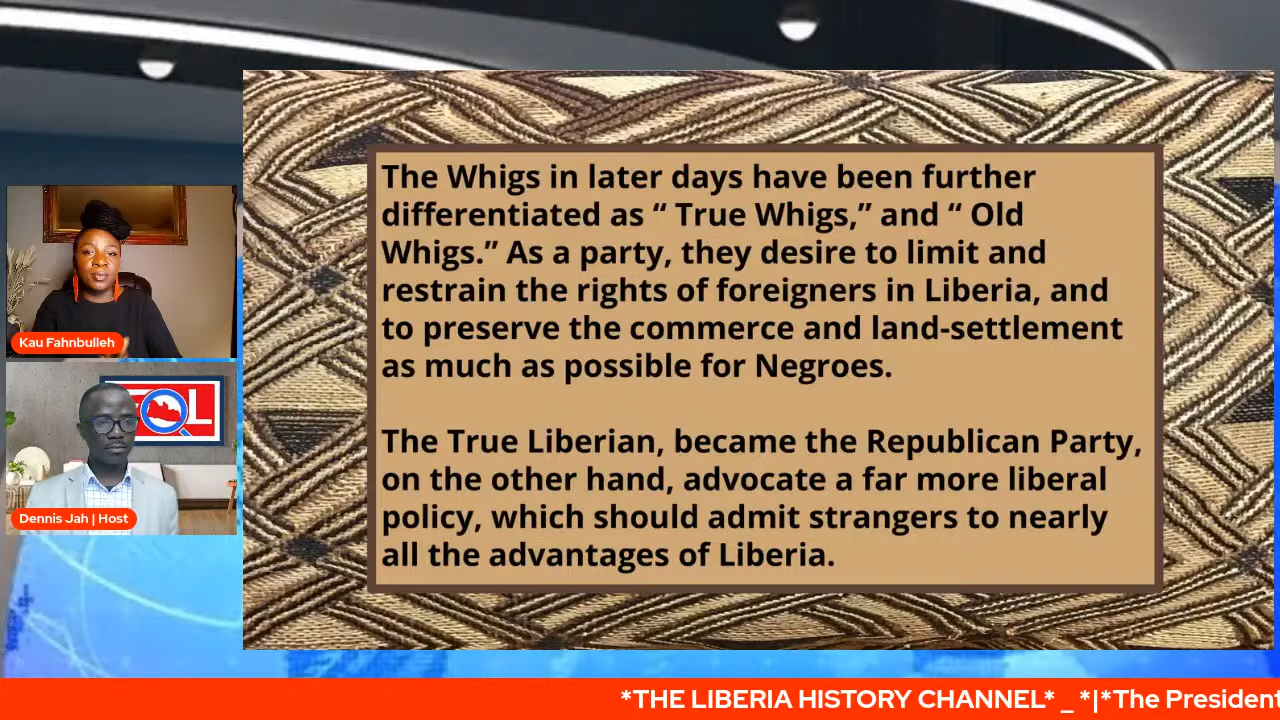 The Whigs in later days have been further
differentiated as “ True Whigs,” and “ Old
Whigs.” As a party, they desire to limit and
restrain the rights of foreigners in Liberia, and
to preserve the commerce and land-settlement
as much as possible for Negroes.
The True Liberian, became the Republican Party,
on the other hand, advocate a far more liberal
policy, which should admit strangers to nearly
all the advantages of Liberia.
Kau Fahnbulleh
OL
Dennis Jah | Host
*THE LIBERIA HISTORY CHANNEL* _ *|*The President